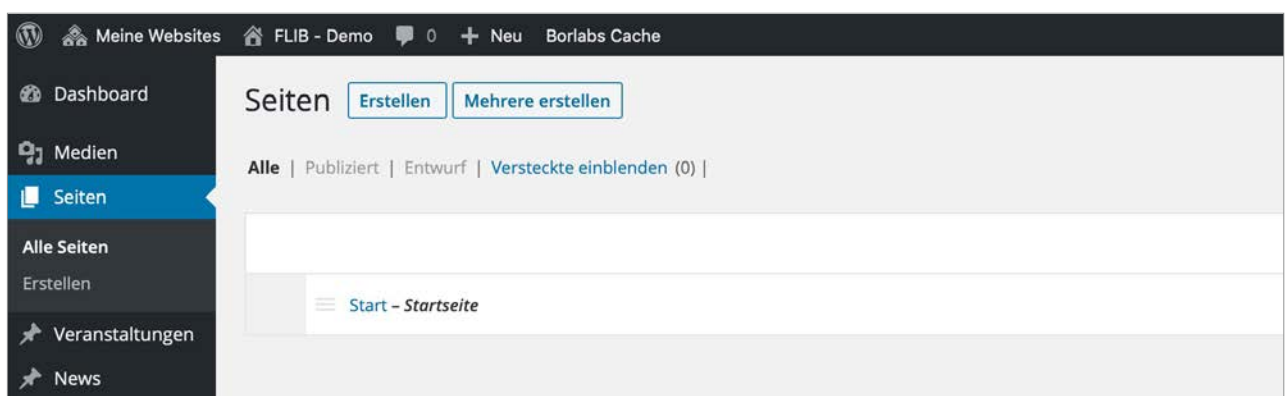 Meine Websites FLIB - Demo 0 Neu Borlabs Cache
Dashboard
Medien
Seiten
Alle Seiten
Erstellen
Veranstaltungen
News
Seiten Erstellen Mehrere erstellen
Alle | Publiziert | Entwurf | Versteckte einblenden (0) |
Start – Startseite